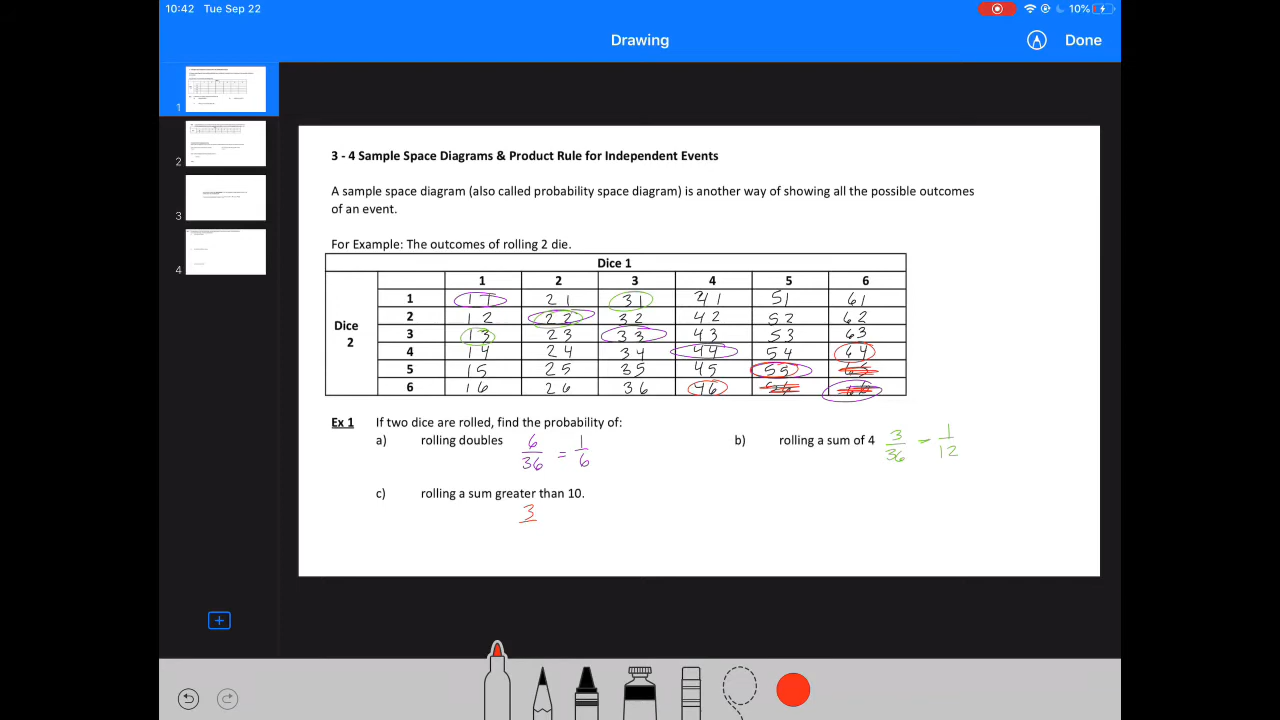 10:42 Tue Sep 22 10%
Drawing Done
1
2
3
4
3 - 4 Sample Space Diagrams & Product Rule for Independent Events
A sample space diagram (also called probability space diagram) is another way of showing all the possible outcomes
of an event.
For Example: The outcomes of rolling 2 die.
Dice 1
1 2 3 4 5 6
Dice 2
1 11 21 31 41 51 61
2 12 22 32 42 52 62
3 13 23 33 43 53 63
4 14 24 34 44 54 64
5 15 25 35 45 55
6 16 26 36 46
Ex 1 If two dice are rolled, find the probability of:
a) rolling doubles 6/36 = 1/6 b) rolling a sum of 4 3/36 - 1/12
c) rolling a sum greater than 10.
3